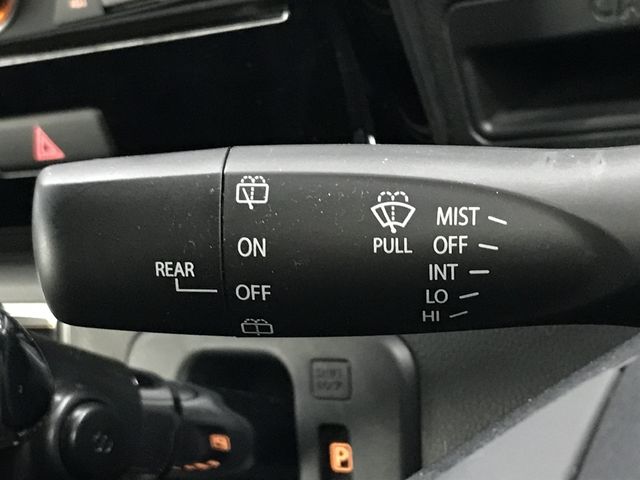 MIST
ON
PULL
OFF
REAR
INT
OFF
LO
HI
P